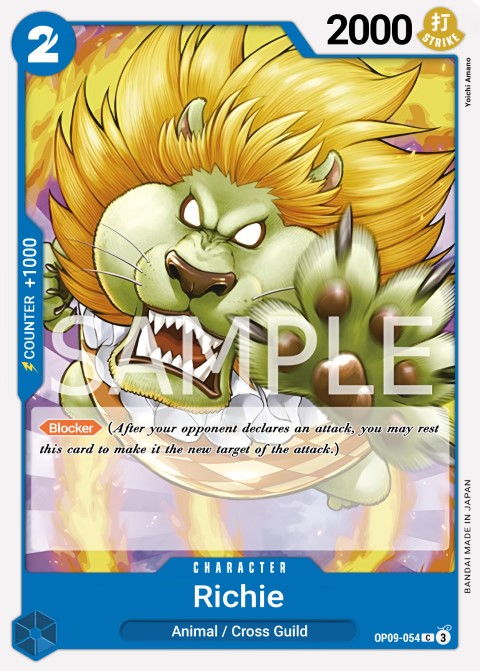 2
2000
打
STRIKE
Yoichi Amano
COUNTER +1000
SAMPLE
Blocker (After your opponent declares an attack, you may rest
this card to make it the new target of the attack.)
BANDAI MADE IN JAPAN
CHARACTER
Richie
Animal / Cross Guild
OP09-054 C 3